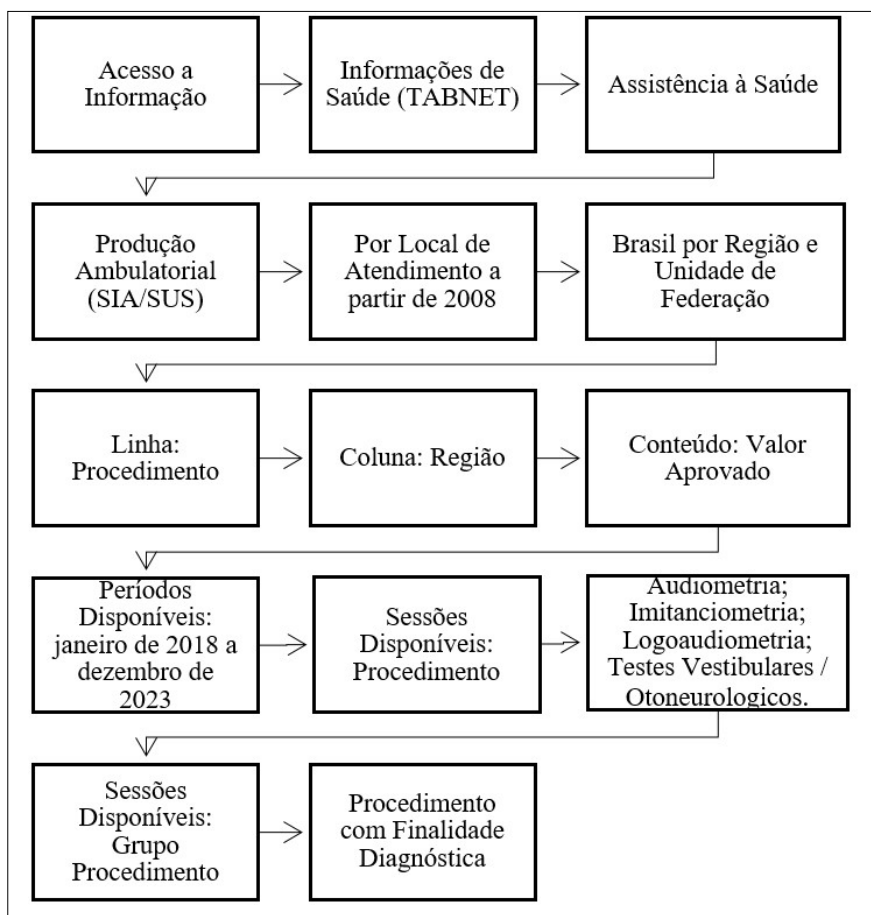 Acesso a
Informação
Informações de
Saúde (TABNET)
Assistência à Saúde
Produção
Ambulatorial
(SIA/SUS)
Por Local de
Atendimento a
partir de 2008
Brasil por Região e
Unidade de
Federação
Linha:
Procedimento
Coluna: Região
Conteúdo: Valor
Aprovado
Períodos
Disponíveis:
janeiro de 2018 a
dezembro de
2023
Sessões
Disponíveis:
Procedimento
Audiometria;
Imitanciometria;
Logoaudiometria;
Testes Vestibulares /
Otoneurologicos.
Sessões
Disponíveis:
Grupo
Procedimento
Procedimento
com Finalidade
Diagnóstica